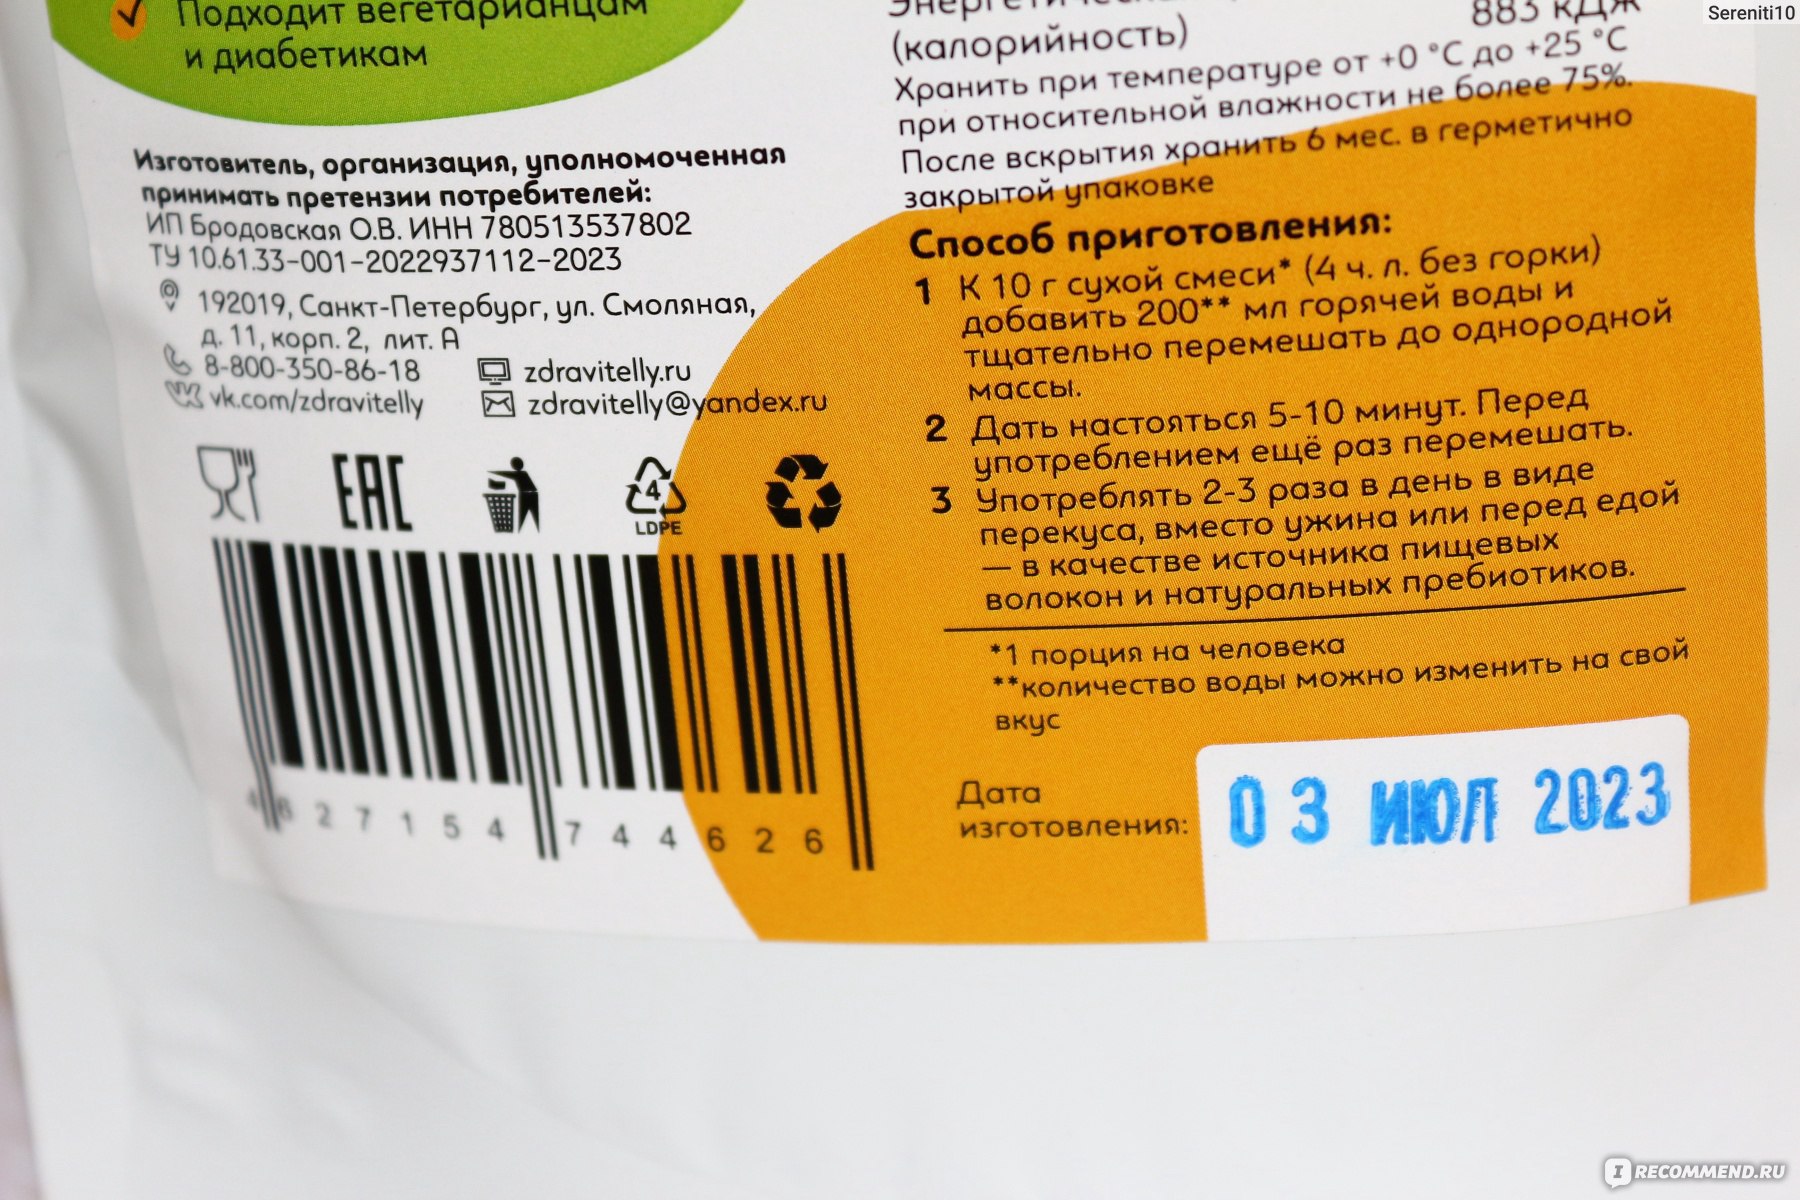 Sereniti10
Подходит вегетарианцам
и диабетикам
Изготовитель, организация, уполномоченная
принимать претензии потребителей:
ИП Бродовская О.В. ИНН 780513537802
ТУ 10.61.33-001-2022937112-2023
192019, Санкт-Петербург, ул. Смоляная,
д. 11, корп. 2, лит. А
8-800-350-86-18
zdravitelly.ru
vk.com/zdravitelly
zdravitelly@yandex.ru
EAC
4
LDPE
4 627154 744626
883 кДж
(калорийность)
Хранить при температуре от +0 °С до +25 °С
при относительной влажности не более 75%.
После вскрытия хранить 6 мес. в герметично
закрытой упаковке
Способ приготовления:
1 К 10 г сухой смеси* (4 ч. л. без горки)
добавить 200** мл горячей воды и
тщательно перемешать до однородной
массы.
2 Дать настояться 5-10 минут. Перед
употреблением ещё раз перемешать.
3 Употреблять 2-3 раза в день в виде
перекуса, вместо ужина или перед едой
— в качестве источника пищевых
волокон и натуральных пребиотиков.
*1 порция на человека
**количество воды можно изменить на свой
вкус
Дата
изготовления:
03 ИЮЛ 2023
I RECOMMEND.RU